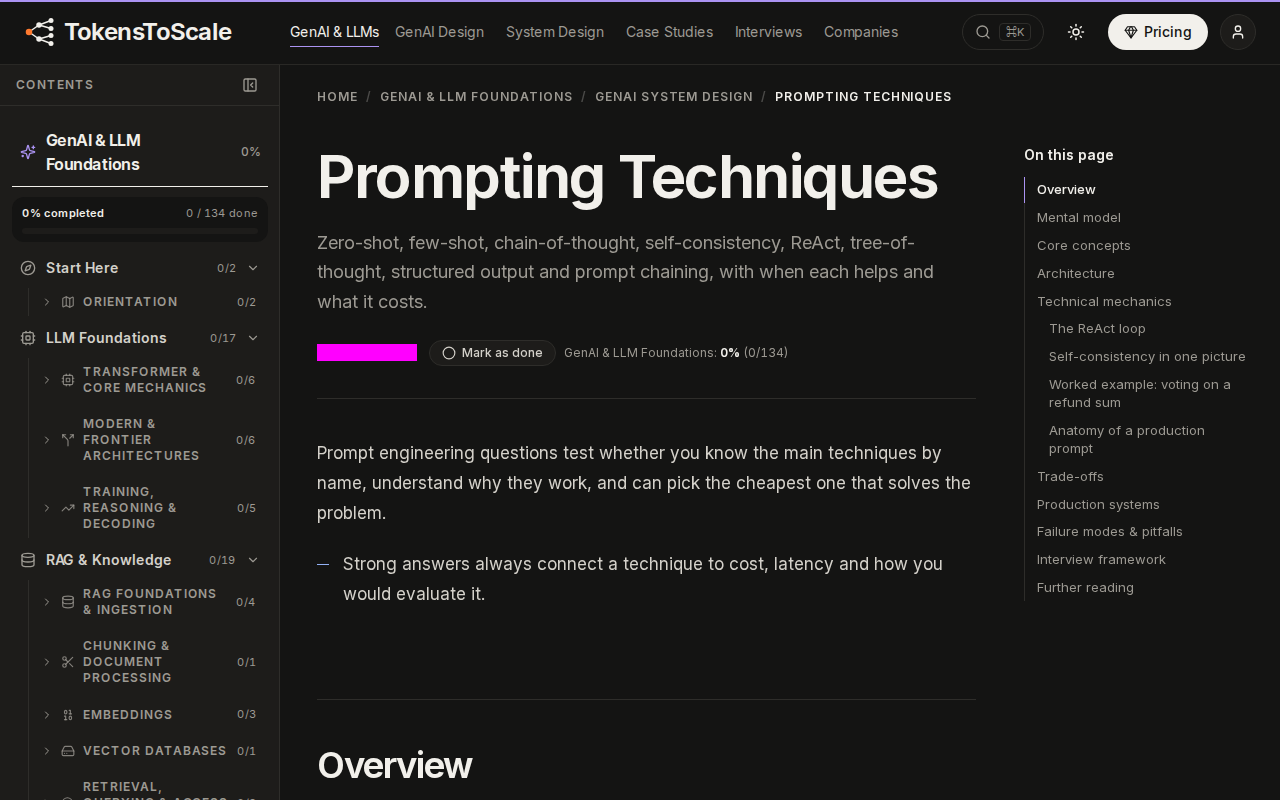 TokensToScale
GenAI & LLMs
GenAI Design
System Design
Case Studies
Interviews
Companies
⌘K
Pricing
CONTENTS
GenAI & LLM
Foundations
0%
0% completed
0 / 134 done
Start Here
0/2
ORIENTATION
0/2
LLM Foundations
0/17
TRANSFORMER &
CORE MECHANICS
0/6
MODERN &
FRONTIER
ARCHITECTURES
0/6
TRAINING,
REASONING &
DECODING
0/5
RAG & Knowledge
0/19
RAG FOUNDATIONS
& INGESTION
0/4
CHUNKING &
DOCUMENT
PROCESSING
0/1
EMBEDDINGS
0/3
VECTOR DATABASES
0/1
RETRIEVAL,
HOME / GENAI & LLM FOUNDATIONS / GENAI SYSTEM DESIGN / PROMPTING TECHNIQUES
Prompting Techniques
Zero-shot, few-shot, chain-of-thought, self-consistency, ReAct, tree-of-
thought, structured output and prompt chaining, with when each helps and
what it costs.
Mark as done
GenAI & LLM Foundations: 0% (0/134)
Prompt engineering questions test whether you know the main techniques by
name, understand why they work, and can pick the cheapest one that solves the
problem.
— Strong answers always connect a technique to cost, latency and how you
would evaluate it.
Overview
On this page
Overview
Mental model
Core concepts
Architecture
Technical mechanics
The ReAct loop
Self-consistency in one picture
Worked example: voting on a
refund sum
Anatomy of a production
prompt
Trade-offs
Production systems
Failure modes & pitfalls
Interview framework
Further reading